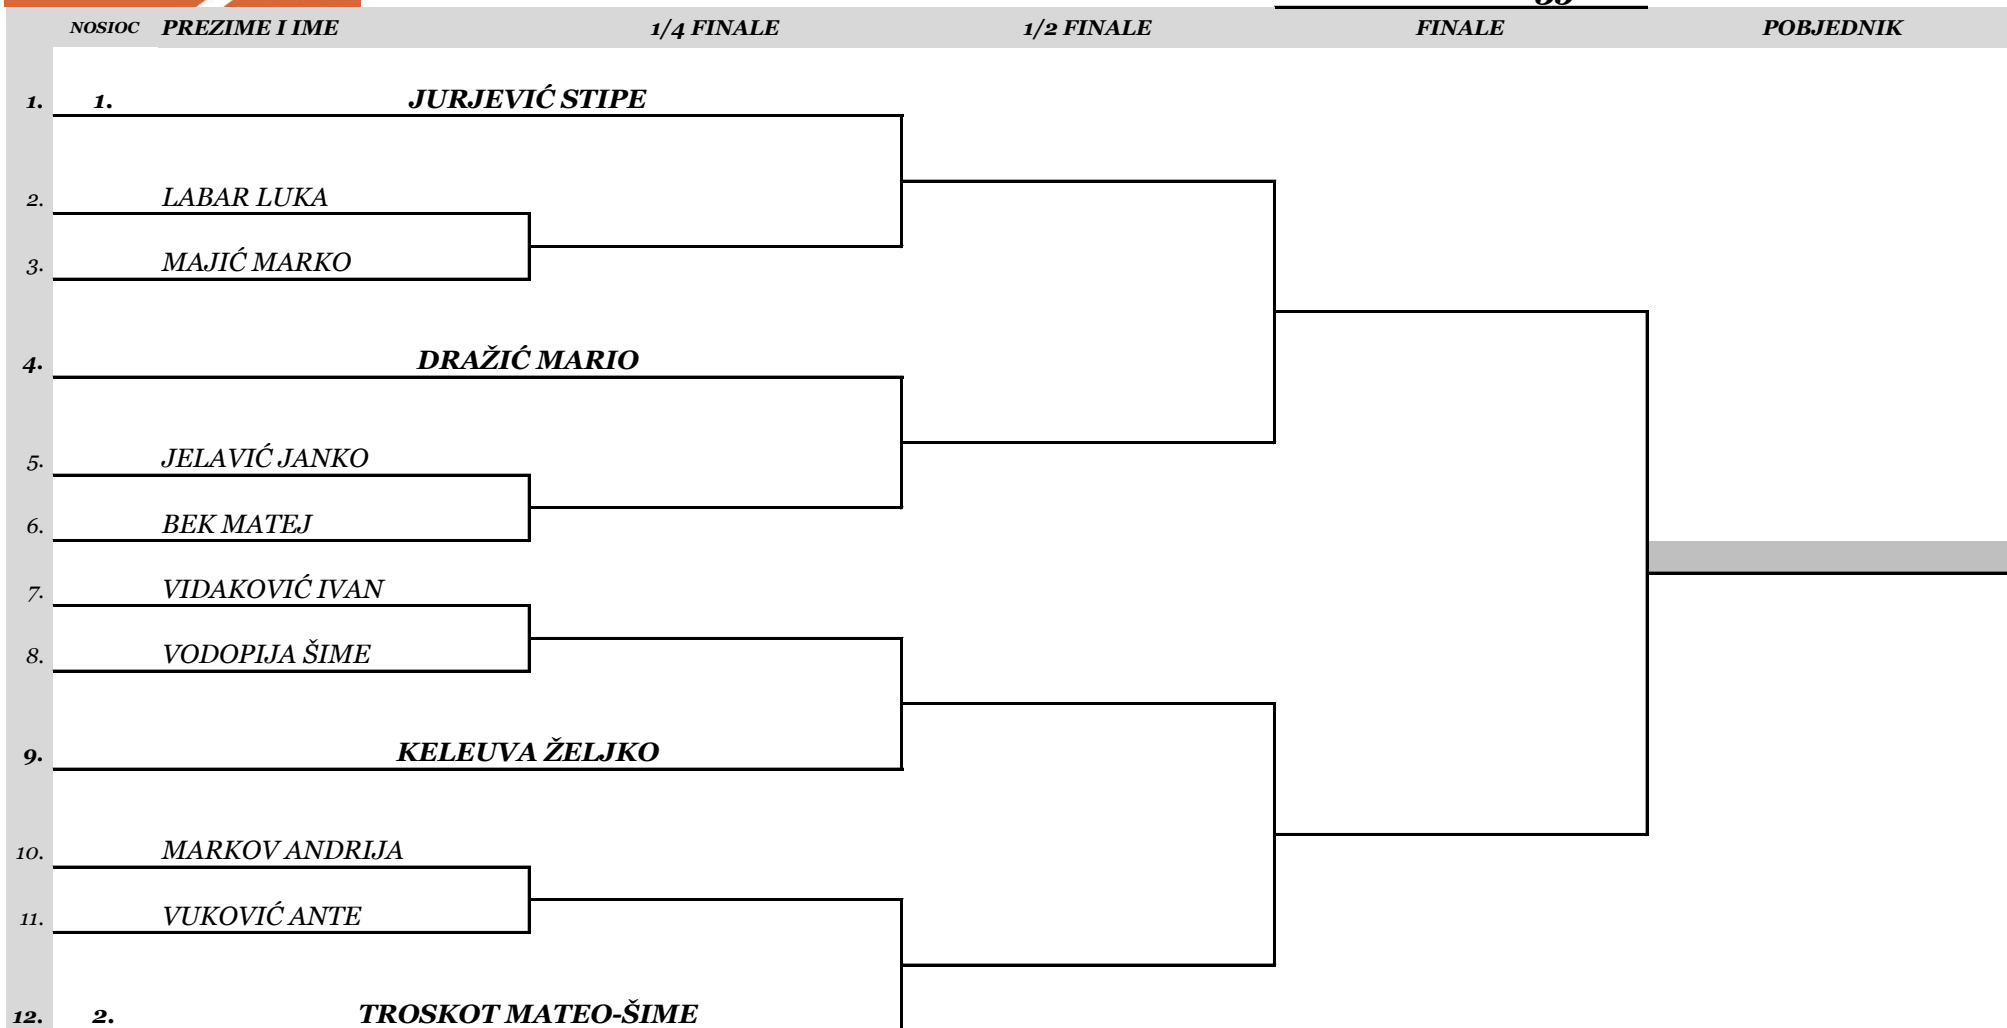 NOSIOC PREZIME I IME 1/4 FINALE 1/2 FINALE FINALE POBJEDNIK
1. 1. JURJEVIĆ STIPE
2. LABAR LUKA
3. MAJIĆ MARKO
4. DRAŽIĆ MARIO
5. JELAVIĆ JANKO
6. BEK MATEJ
7. VIDAKOVIĆ IVAN
8. VODOPIJA ŠIME
9. KELEUVA ŽELJKO
10. MARKOV ANDRIJA
11. VUKOVIĆ ANTE
12. 2. TROSKOT MATEO-ŠIME